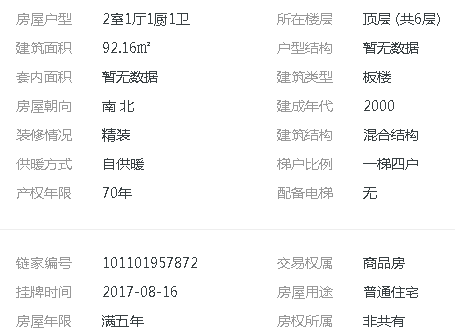 房屋户型 2室1厅1厨1卫 所在楼层 顶层 (共6层)
建筑面积 92.16㎡ 户型结构 暂无数据
套内面积 暂无数据 建筑类型 板楼
房屋朝向 南 北 建成年代 2000
装修情况 精装 建筑结构 混合结构
供暖方式 自供暖 梯户比例 一梯四户
产权年限 70年 配备电梯 无
链家编号 101101957872 交易权属 商品房
挂牌时间 2017-08-16 房屋用途 普通住宅
房屋年限 满五年 房权所属 非共有